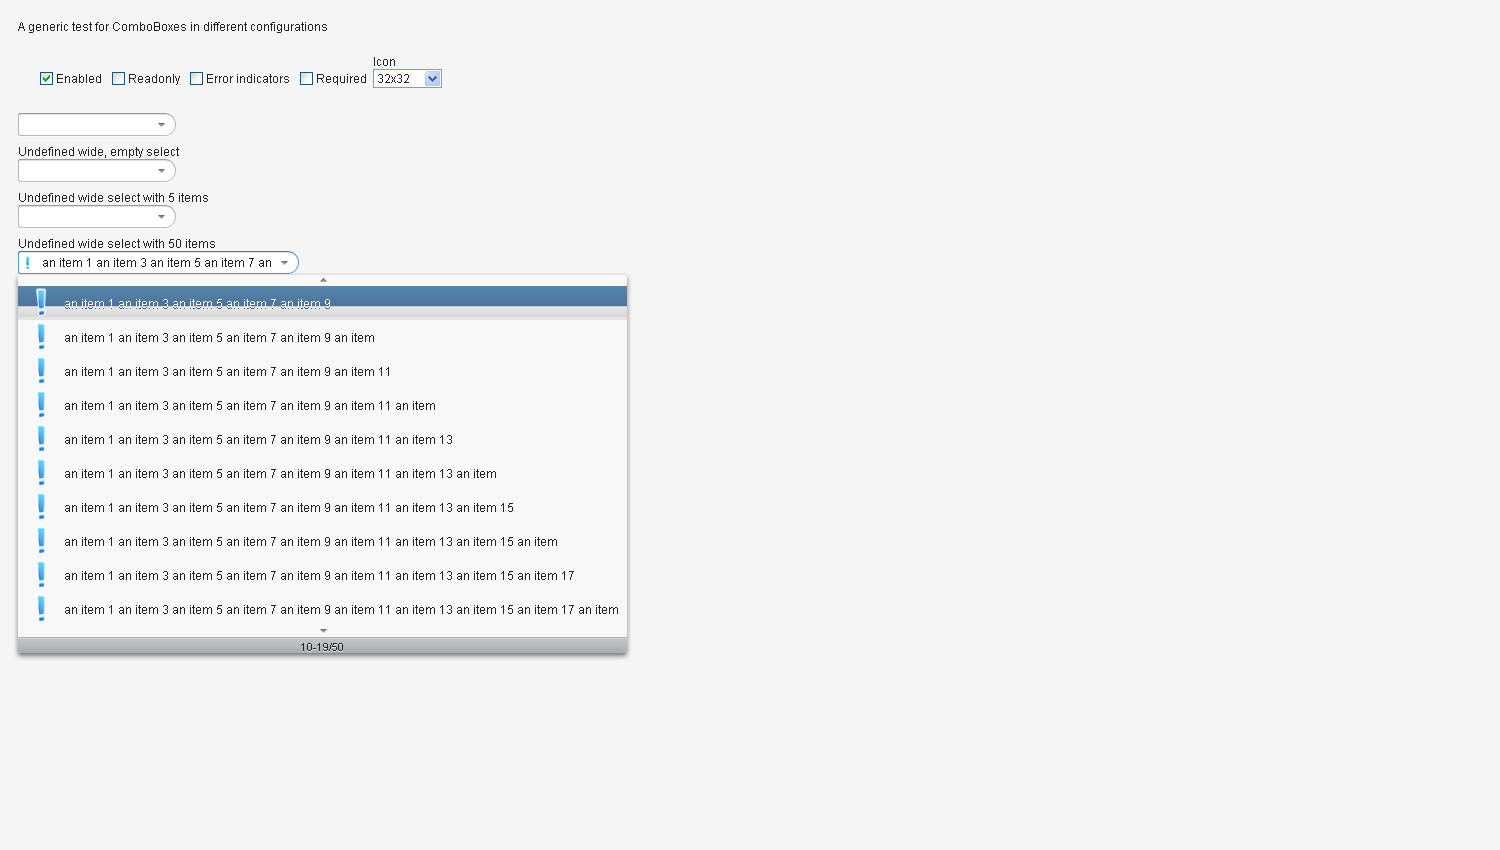 A generic test for ComboBoxes in different configurations
Icon
Enabled Readonly Error indicators Required 32x32
Undefined wide, empty select
Undefined wide select with 5 items
Undefined wide select with 50 items
an item 1 an item 3 an item 5 an item 7 an
an item 1 an item 3 an item 5 an item 7 an item 9
an item 1 an item 3 an item 5 an item 7 an item 9 an item
an item 1 an item 3 an item 5 an item 7 an item 9 an item 11
an item 1 an item 3 an item 5 an item 7 an item 9 an item 11 an item
an item 1 an item 3 an item 5 an item 7 an item 9 an item 11 an item 13
an item 1 an item 3 an item 5 an item 7 an item 9 an item 11 an item 13 an item
an item 1 an item 3 an item 5 an item 7 an item 9 an item 11 an item 13 an item 15
an item 1 an item 3 an item 5 an item 7 an item 9 an item 11 an item 13 an item 15 an item
an item 1 an item 3 an item 5 an item 7 an item 9 an item 11 an item 13 an item 15 an item 17
an item 1 an item 3 an item 5 an item 7 an item 9 an item 11 an item 13 an item 15 an item 17 an item
10-19/50